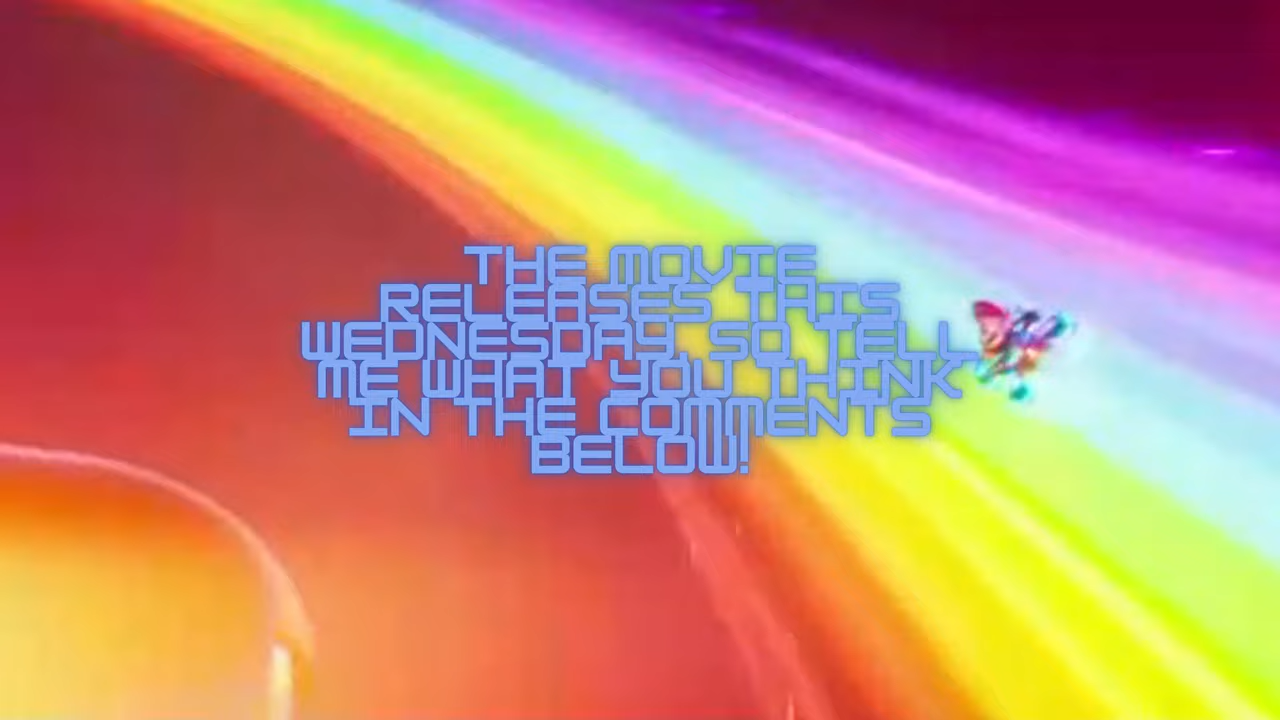 THE MOVIE
RELEASES THIS
WEDNESDAY, SO TELL
ME WHAT YOU THINK
IN THE COMMENTS
BELOW!